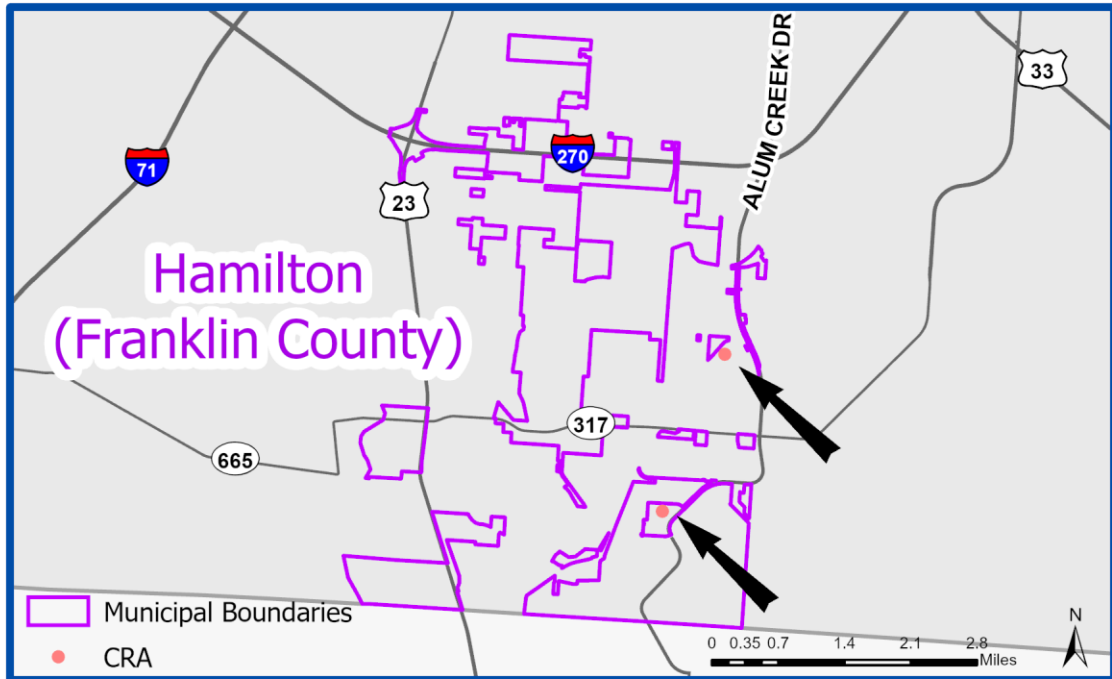 ALUM CREEK DR
33
71
270
23
Hamilton
(Franklin County)
317
665
Municipal Boundaries
CRA
N
0 0.35 0.7 1.4 2.1 2.8
Miles